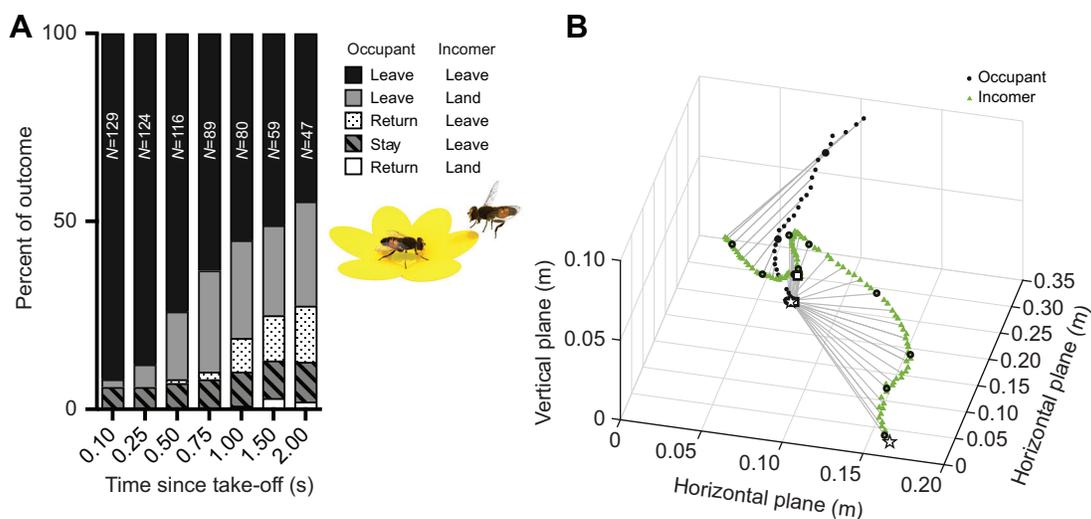 A
100
50
0
Percent of outcome
N=129
N=124
N=116
N=89
N=80
N=59
N=47
0.10
0.25
0.50
0.75
1.00
1.50
2.00
Time since take-off (s)
Occupant Incomer
Leave Leave
Leave Land
Return Leave
Stay Leave
Return Land
B
Occupant
Incomer
0.10
0.05
0
Vertical plane (m)
0
0.05
0.10
0.15
0.20
Horizontal plane (m)
0.35
0.30
0.25
0.20
0.15
0.10
0.05
0
Horizontal plane (m)